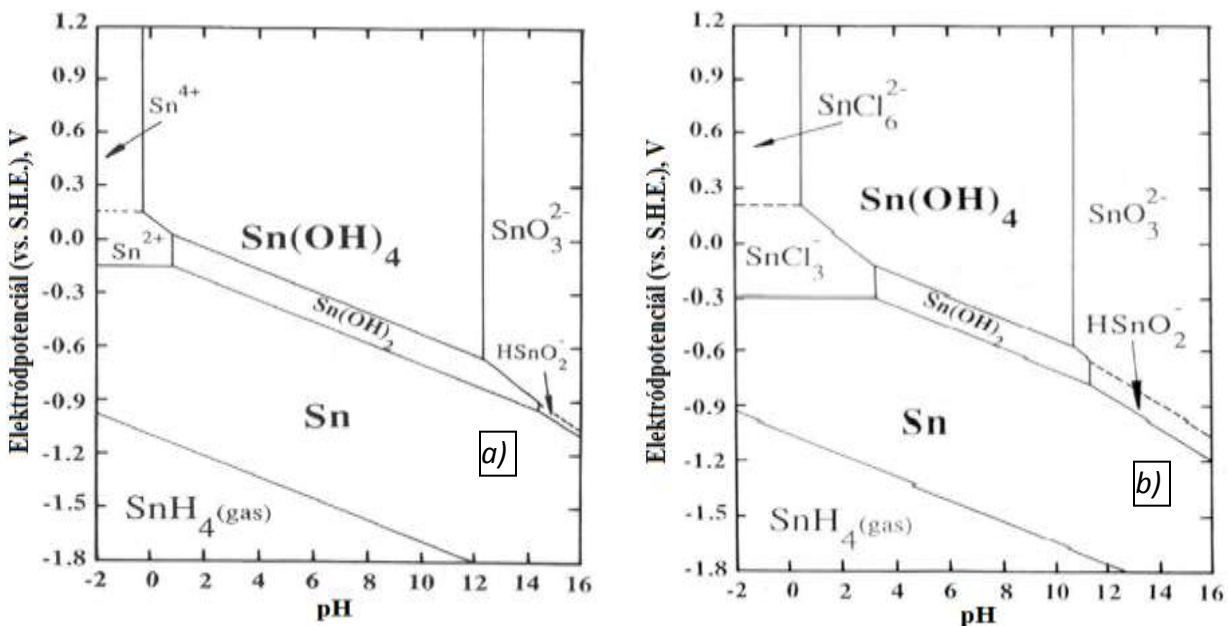 Elektródpotenciál (vs. S.H.E.), V
1.2
0.9
0.6
0.3
0.0
-0.3
-0.6
-0.9
-1.2
-1.5
-1.8
Sn⁴⁺
Sn²⁺
Sn(OH)₄
SnO₃²⁻
Sn(OH)₂
HSnO₂⁻
Sn
a)
SnH₄ (gas)
-2 0 2 4 6 8 10 12 14 16
pH
Elektródpotenciál (vs. S.H.E.), V
1.2
0.9
0.6
0.3
0.0
-0.3
-0.6
-0.9
-1.2
-1.5
-1.8
SnCl₆²⁻
Sn(OH)₄
SnO₃²⁻
SnCl₃⁻
Sn(OH)₂
HSnO₂⁻
Sn
b)
SnH₄ (gas)
-2 0 2 4 6 8 10 12 14 16
pH